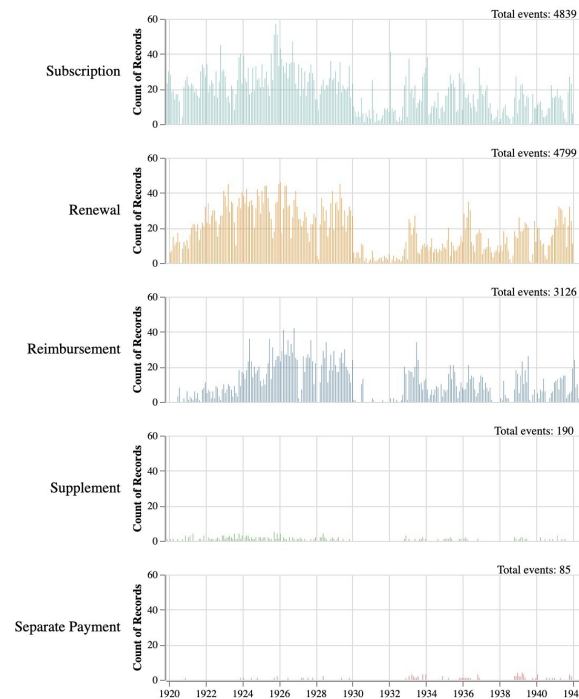 Total events: 4839
Subscription
Count of Records
60
40
20
0
Total events: 4799
Renewal
Count of Records
60
40
20
0
Total events: 3126
Reimbursement
Count of Records
60
40
20
0
Total events: 190
Supplement
Count of Records
60
40
20
0
Total events: 85
Separate Payment
Count of Records
60
40
20
0
1920 1922 1924 1926 1928 1930 1932 1934 1936 1938 1940 194